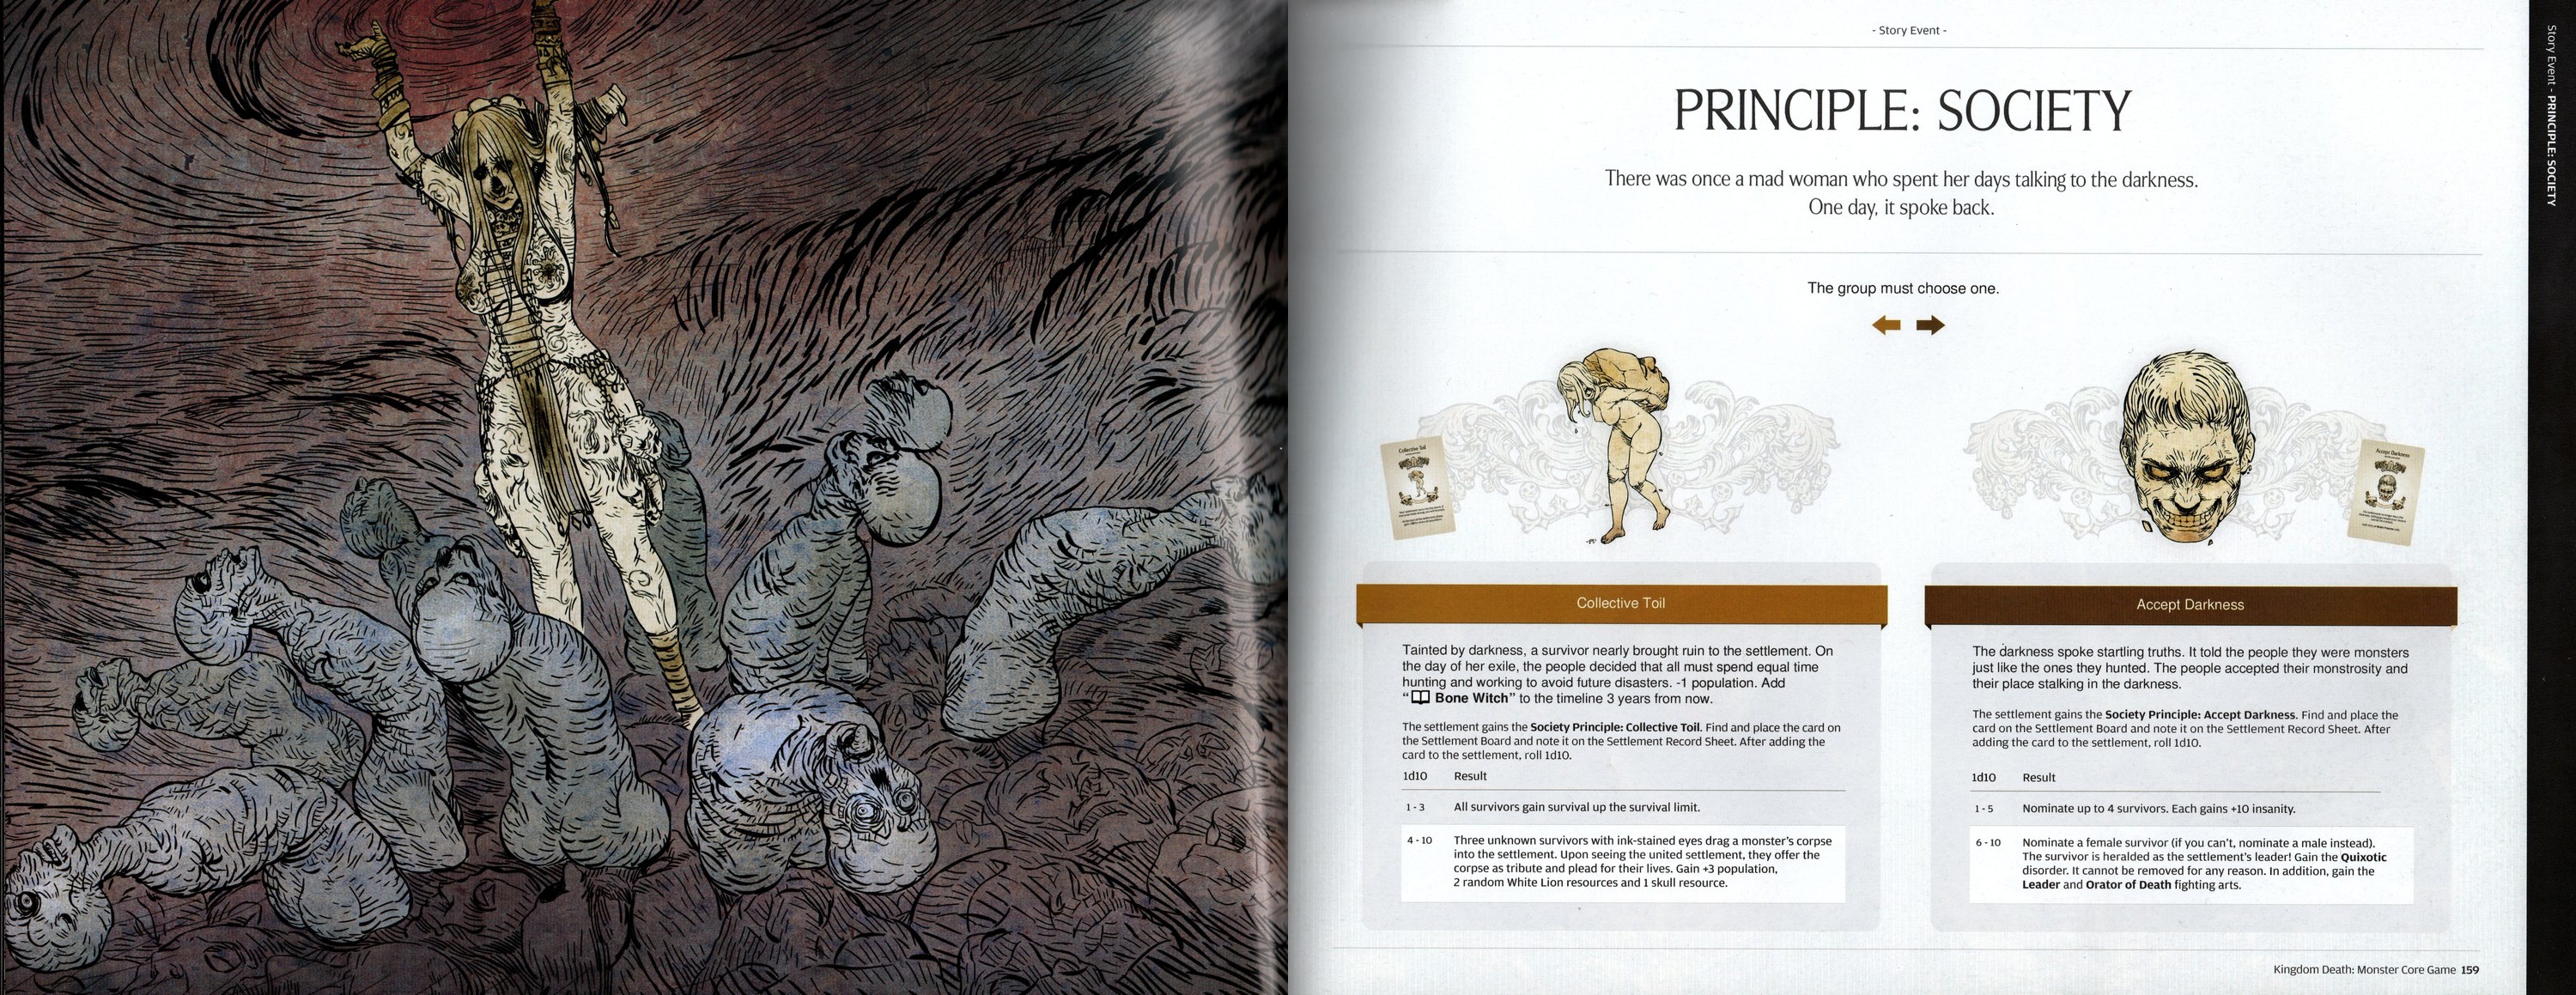 - Story Event -
PRINCIPLE: SOCIETY
There was once a mad woman who spent her days talking to the darkness.
One day, it spoke back.
The group must choose one.
Collective Toil
Accept Darkness
Collective Toil
Tainted by darkness, a survivor nearly brought ruin to the settlement. On
the day of her exile, the people decided that all must spend equal time
hunting and working to avoid future disasters. -1 population. Add
“ Bone Witch” to the timeline 3 years from now.
The settlement gains the Society Principle: Collective Toil. Find and place the card on
the Settlement Board and note it on the Settlement Record Sheet. After adding the
card to the settlement, roll 1d10.
1d10 Result
1 - 3 All survivors gain survival up the survival limit.
4 - 10 Three unknown survivors with ink-stained eyes drag a monster's corpse
into the settlement. Upon seeing the united settlement, they offer the
corpse as tribute and plead for their lives. Gain +3 population,
2 random White Lion resources and 1 skull resource.
Accept Darkness
The darkness spoke startling truths. It told the people they were monsters
just like the ones they hunted. The people accepted their monstrosity and
their place stalking in the darkness.
The settlement gains the Society Principle: Accept Darkness. Find and place the
card on the Settlement Board and note it on the Settlement Record Sheet. After
adding the card to the settlement, roll 1d10.
1d10 Result
1 - 5 Nominate up to 4 survivors. Each gains +10 insanity.
6 - 10 Nominate a female survivor (if you can't, nominate a male instead).
The survivor is heralded as the settlement's leader! Gain the Quixotic
disorder. It cannot be removed for any reason. In addition, gain the
Leader and Orator of Death fighting arts.
Kingdom Death: Monster Core Game 159
Story Event - PRINCIPLE: SOCIETY